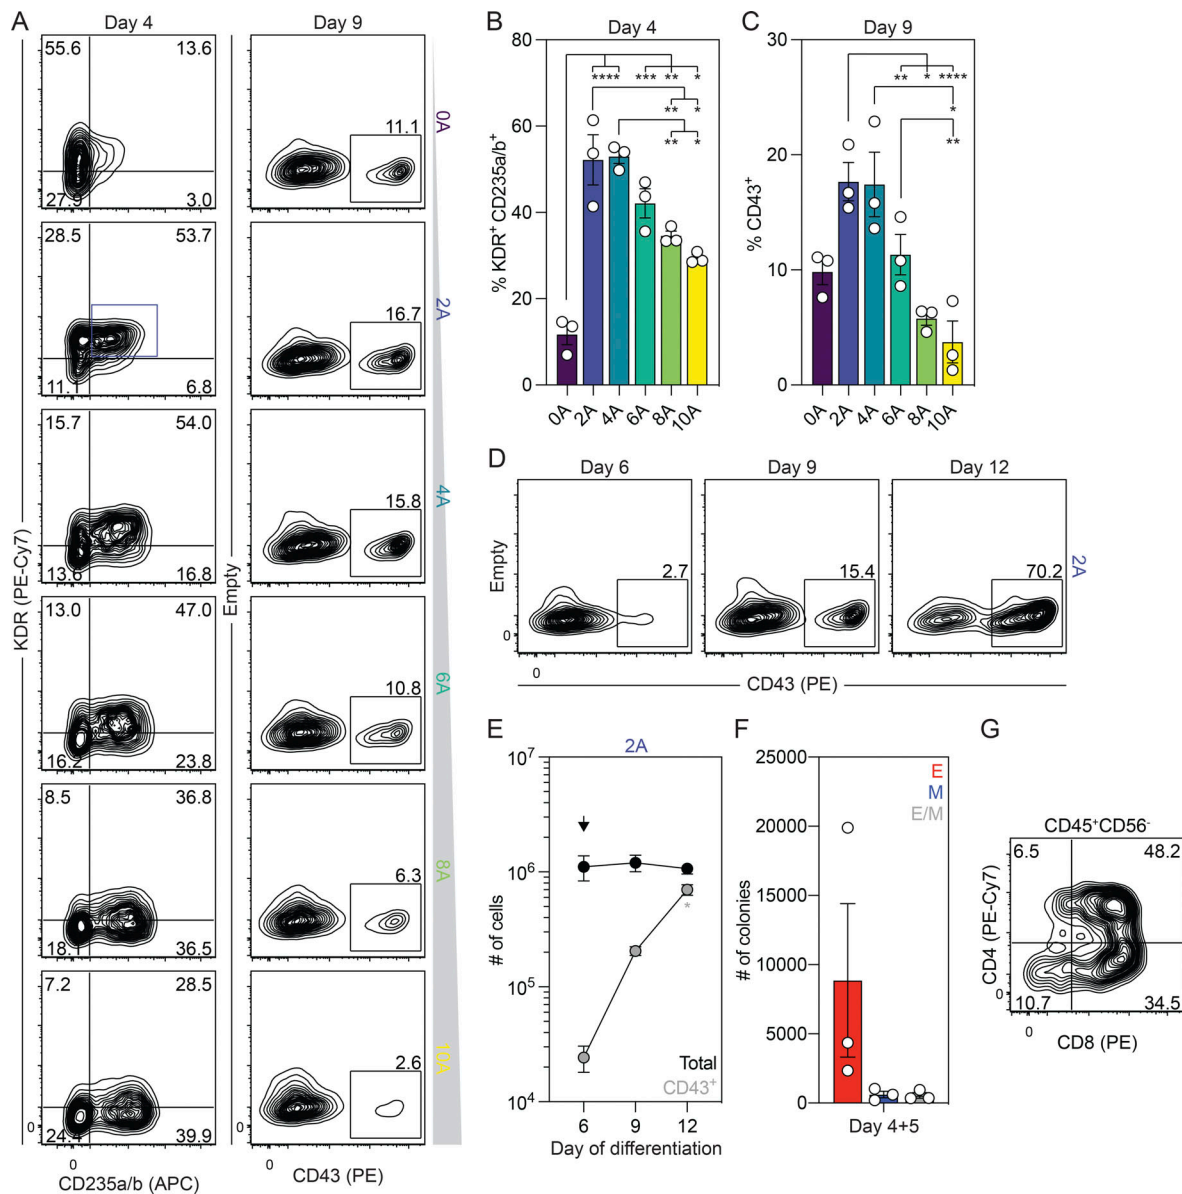 A
Day 4
Day 9
55.6
13.6
27.9
3.0
11.1
0A
28.5
53.7
11.1
6.8
16.7
2A
15.7
54.0
13.6
16.8
15.8
4A
13.0
47.0
16.2
23.8
10.8
6A
8.5
36.8
18.1
36.5
6.3
8A
7.2
28.5
24.4
39.9
2.6
10A
KDR (PE-Cy7)
Empty
0
0
0
0
CD235a/b (APC)
CD43 (PE)
B
Day 4
% KDR⁺ CD235a/b⁺
80
60
40
20
0
**** *** ** *
** *
** *
0A 2A 4A 6A 8A 10A
C
Day 9
% CD43⁺
30
20
10
0
** * ****
*
**
0A 2A 4A 6A 8A 10A
D
Day 6
Day 9
Day 12
Empty
0
2.7
15.4
70.2
2A
0
CD43 (PE)
E
2A
# of cells
10⁷
10⁶
10⁵
10⁴
*
Total
CD43⁺
6 9 12
Day of differentiation
F
# of colonies
25000
20000
15000
10000
5000
0
E
M
E/M
Day 4+5
G
CD45⁺CD56⁻
6.5
48.2
10.7
34.5
CD4 (PE-Cy7)
0
0
CD8 (PE)